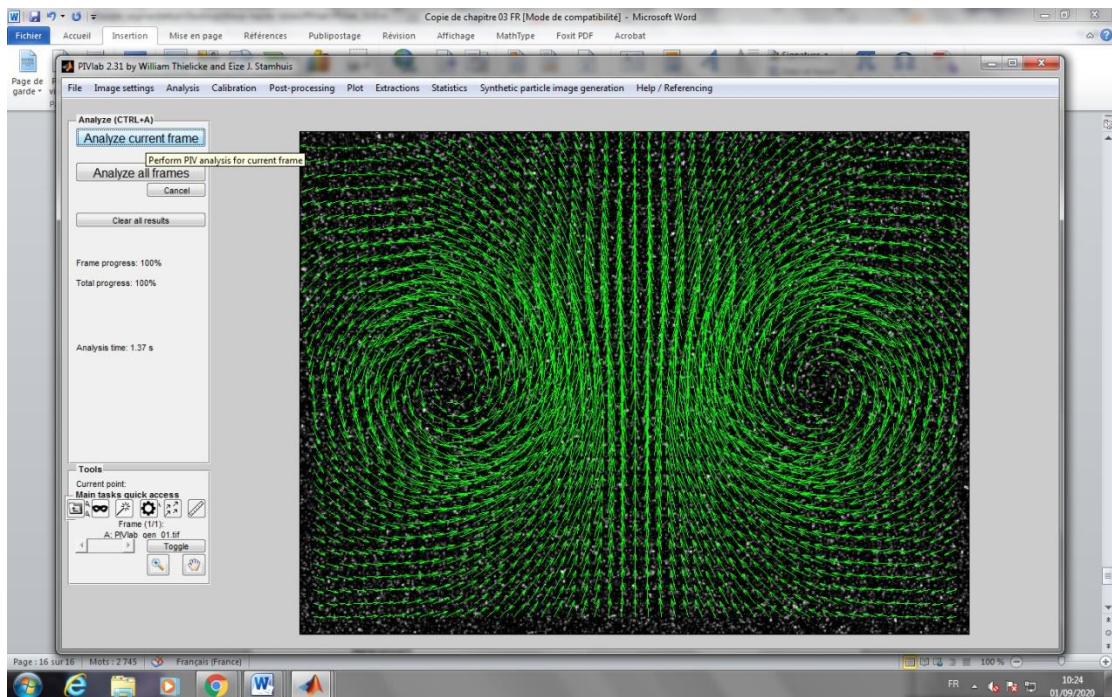 Copie de chapitre 03 FR [Mode de compatibilité] - Microsoft Word
Fichier Accueil Insertion Mise en page Références Publipostage Révision Affichage MathType Foxit PDF Acrobat
Page de
garde
PIVlab 2.31 by William Thielicke and Eize J. Stamhuis
File Image settings Analysis Calibration Post-processing Plot Extractions Statistics Synthetic particle image generation Help / Referencing
Analyze (CTRL+A)
Analyze current frame
Perform PIV analysis for current frame
Analyze all frames
Cancel
Clear all results
Frame progress: 100%
Total progress: 100%
Analysis time: 1.37 s
Tools
Current point:
Main tasks quick access
Frame (1/1):
A: PIVlab_gen_01.tif
Toggle
Page : 16 sur 16 Mots : 2 745 Français (France) 100 %
FR 10:24
01/09/2020